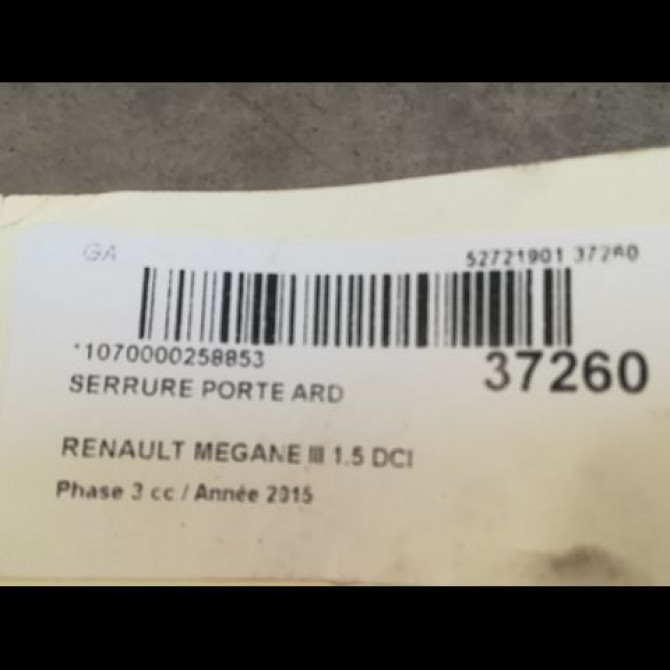 GA
52721901 37260
*1070000258853
37260
SERRURE PORTE ARD
RENAULT MEGANE III 1.5 DCI
Phase 3 cc / Année 2015